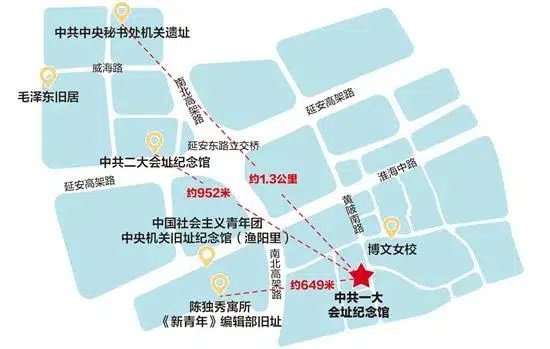 中共中央秘书处机关遗址
威海路
毛泽东旧居
南北高架路
延安高架路
延安东路立交桥
中共二大会址纪念馆
延安高架路
约952米
约1.3公里
淮海中路
黄陂南路
中国社会主义青年团
中央机关旧址纪念馆（渔阳里）
博文女校
南北高架路
约649米
中共一大
会址纪念馆
陈独秀寓所
《新青年》编辑部旧址